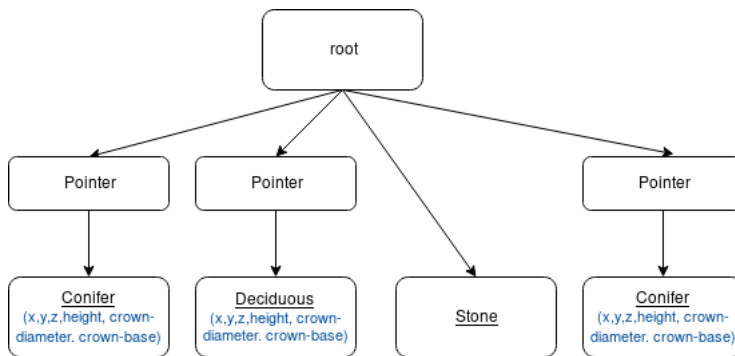 root
Pointer
Pointer
Pointer
Conifer
(x,y,z,height, crown-
diameter. crown-base)
Deciduous
(x,y,z,height, crown-
diameter. crown-base)
Stone
Conifer
(x,y,z,height, crown-
diameter. crown-base)